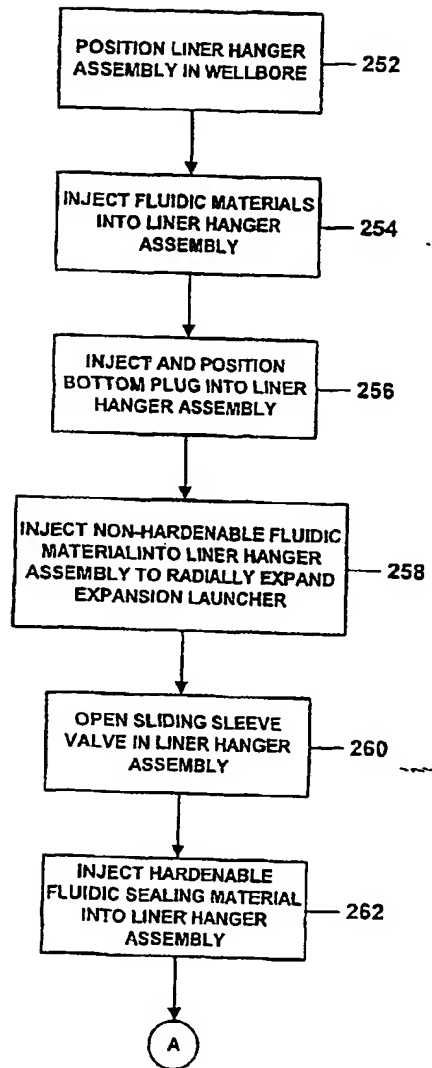 POSITION LINER HANGER
ASSEMBLY IN WELLBORE
252
INJECT FLUIDIC MATERIALS
INTO LINER HANGER
ASSEMBLY
254
INJECT AND POSITION
BOTTOM PLUG INTO LINER
HANGER ASSEMBLY
256
INJECT NON-HARDENABLE FLUIDIC
MATERIALINTO LINER HANGER
ASSEMBLY TO RADIALLY EXPAND
EXPANSION LAUNCHER
258
OPEN SLIDING SLEEVE
VALVE IN LINER HANGER
ASSEMBLY
260
INJECT HARDENABLE
FLUIDIC SEALING MATERIAL
INTO LINER HANGER
ASSEMBLY
262
A